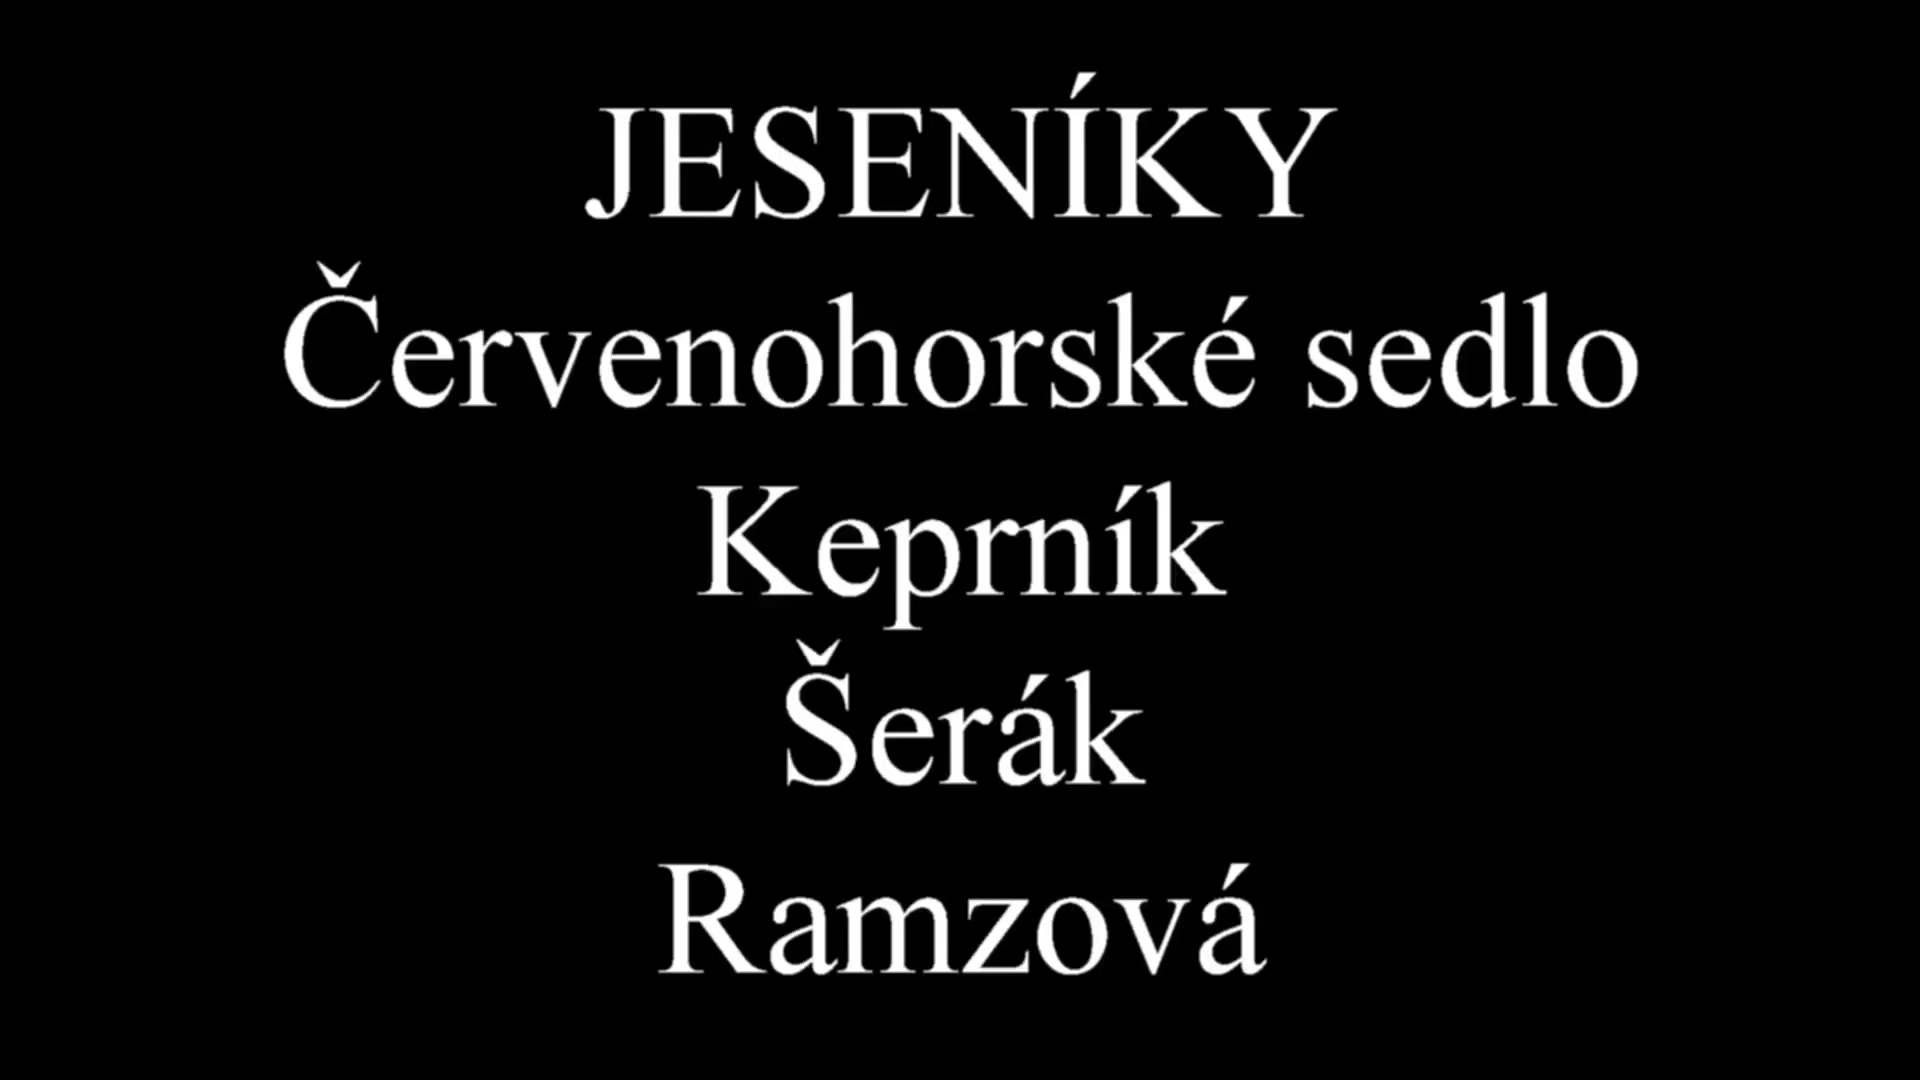 JESENÍKY
Červenohorské sedlo
Keprník
Šerák
Ramzová